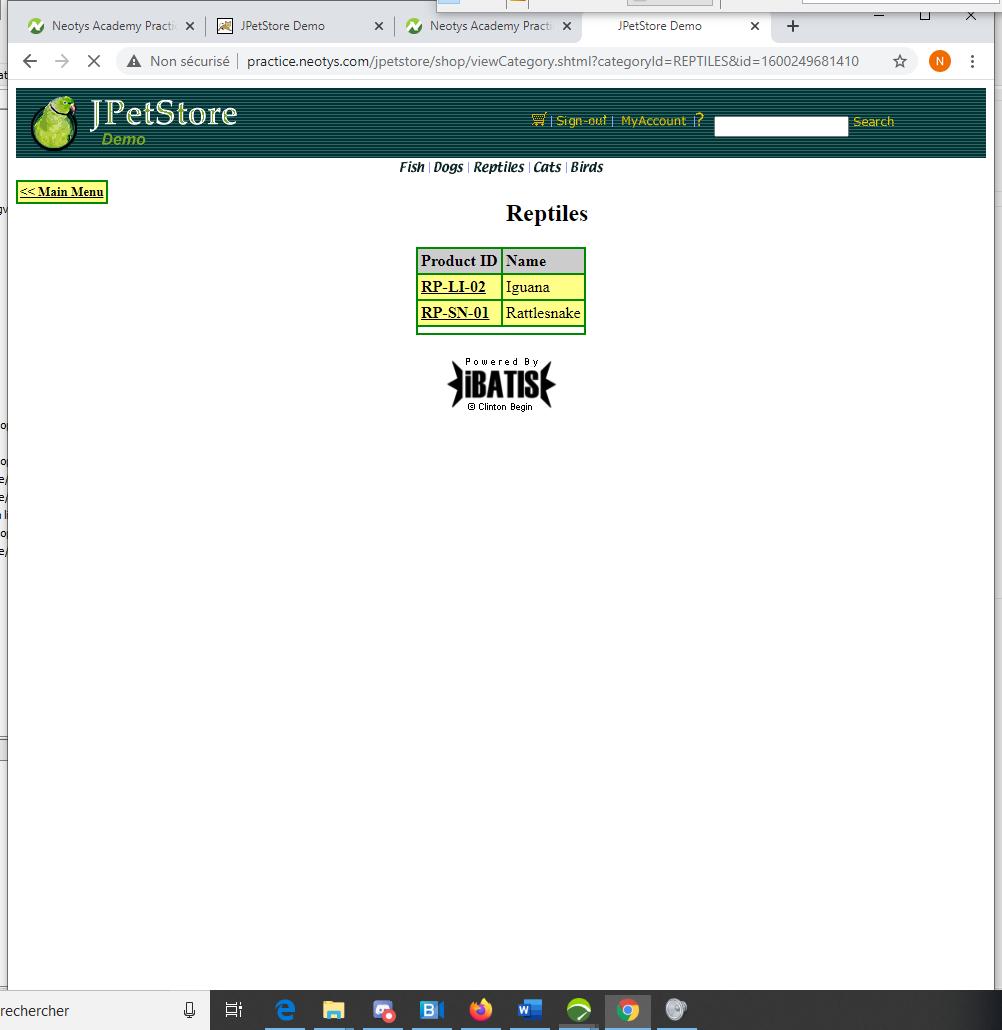 Neotys Academy Practi
JPetStore Demo
Neotys Academy Practi
JPetStore Demo
Non sécurisé
practice.neotys.com/jpetstore/shop/viewCategory.shtml?categoryId=REPTILES&id=1600249681410
N
JPetStore
Demo
Sign-out | MyAccount | ?
Search
Fish | Dogs | Reptiles | Cats | Birds
<< Main Menu
Reptiles
Product ID Name
RP-LI-02 Iguana
RP-SN-01 Rattlesnake
Powered By
iBATIS
© Clinton Begin
rechercher